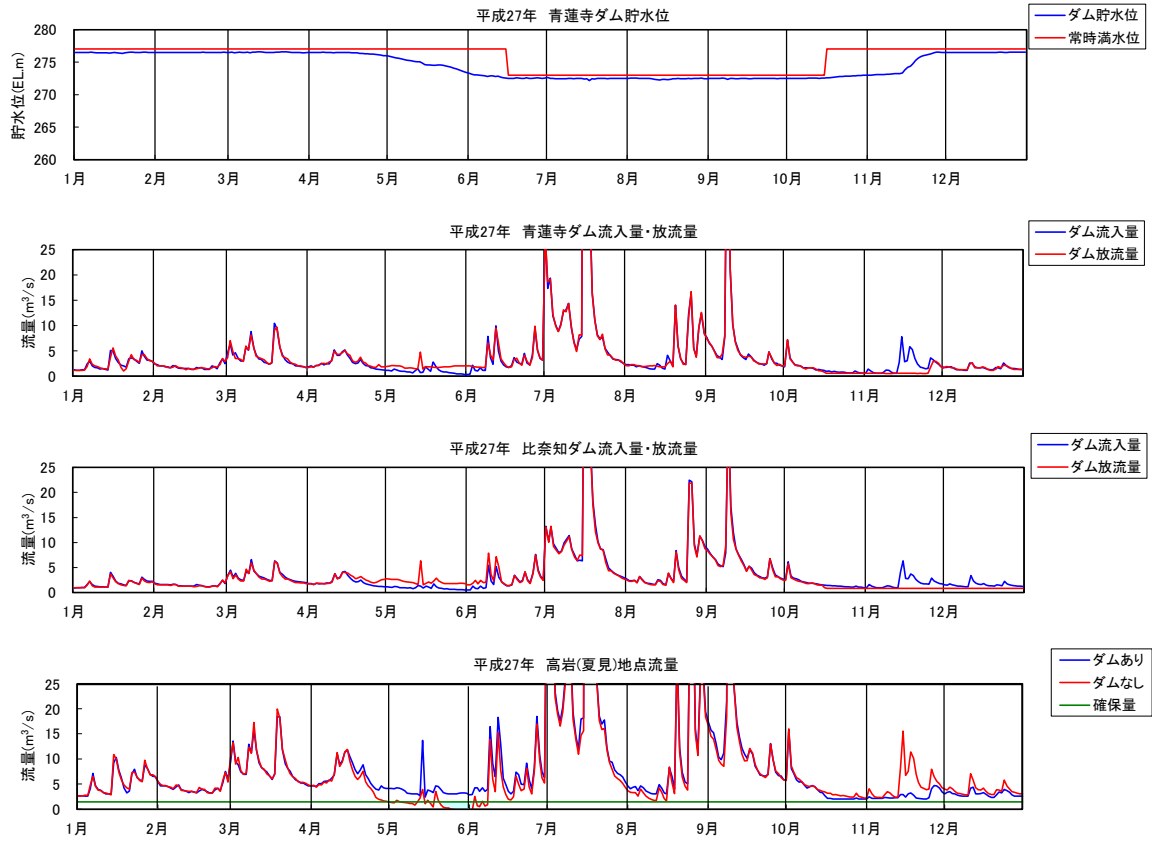 平成27年 青蓮寺ダム貯水位
ダム貯水位
常時満水位
貯水位(EL.m)
280
275
270
265
260
1月 2月 3月 4月 5月 6月 7月 8月 9月 10月 11月 12月
平成27年 青蓮寺ダム流入量・放流量
ダム流入量
ダム放流量
流量(m³/s)
25
20
15
10
5
0
1月 2月 3月 4月 5月 6月 7月 8月 9月 10月 11月 12月
平成27年 比奈知ダム流入量・放流量
ダム流入量
ダム放流量
流量(m³/s)
25
20
15
10
5
0
1月 2月 3月 4月 5月 6月 7月 8月 9月 10月 11月 12月
平成27年 高岩(夏見)地点流量
ダムあり
ダムなし
確保量
流量(m³/s)
25
20
15
10
5
0
1月 2月 3月 4月 5月 6月 7月 8月 9月 10月 11月 12月